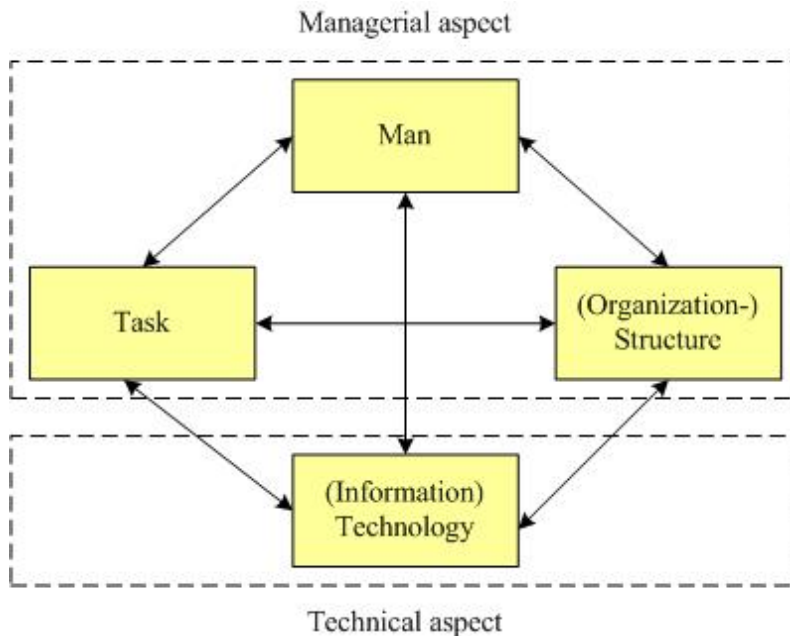 Managerial aspect
Man
Task
(Organization-)
Structure
(Information)
Technology
Technical aspect